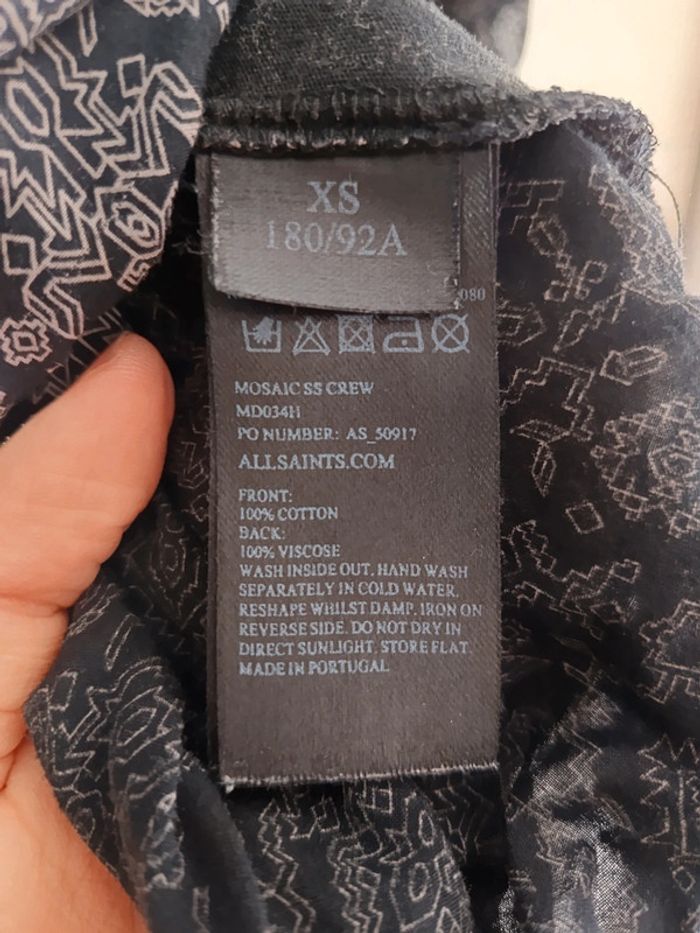 XS
180/92A
080
MOSAIC SS CREW
MD034H
PO NUMBER: AS_50917
ALLSAINTS.COM
FRONT:
100% COTTON
BACK:
100% VISCOSE
WASH INSIDE OUT. HAND WASH
SEPARATELY IN COLD WATER.
RESHAPE WHILST DAMP. IRON ON
REVERSE SIDE. DO NOT DRY IN
DIRECT SUNLIGHT. STORE FLAT.
MADE IN PORTUGAL